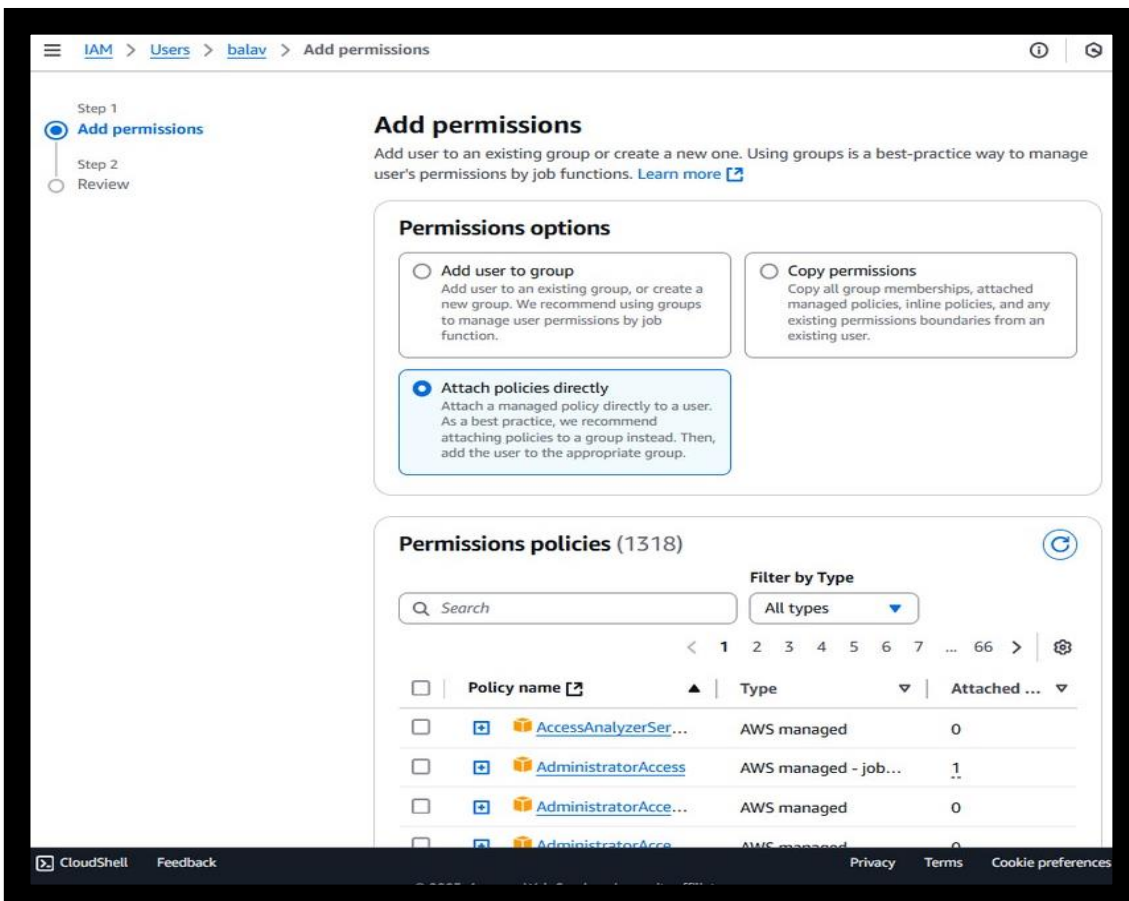 IAM > Users > balav > Add permissions
Step 1
Add permissions
Step 2
Review
Add permissions
Add user to an existing group or create a new one. Using groups is a best-practice way to manage
user's permissions by job functions. Learn more
Permissions options
Add user to group
Add user to an existing group, or create a
new group. We recommend using groups
to manage user permissions by job
function.
Copy permissions
Copy all group memberships, attached
managed policies, inline policies, and any
existing permissions boundaries from an
existing user.
Attach policies directly
Attach a managed policy directly to a user.
As a best practice, we recommend
attaching policies to a group instead. Then,
add the user to the appropriate group.
Permissions policies (1318)
Filter by Type
Search
All types
< 1 2 3 4 5 6 7 ... 66 >
Policy name Type Attached ...
AccessAnalyzerSer... AWS managed 0
AdministratorAccess AWS managed - job... 1
AdministratorAcce... AWS managed 0
AdministratorAcce... AWS managed 0
CloudShell Feedback Privacy Terms Cookie preferences